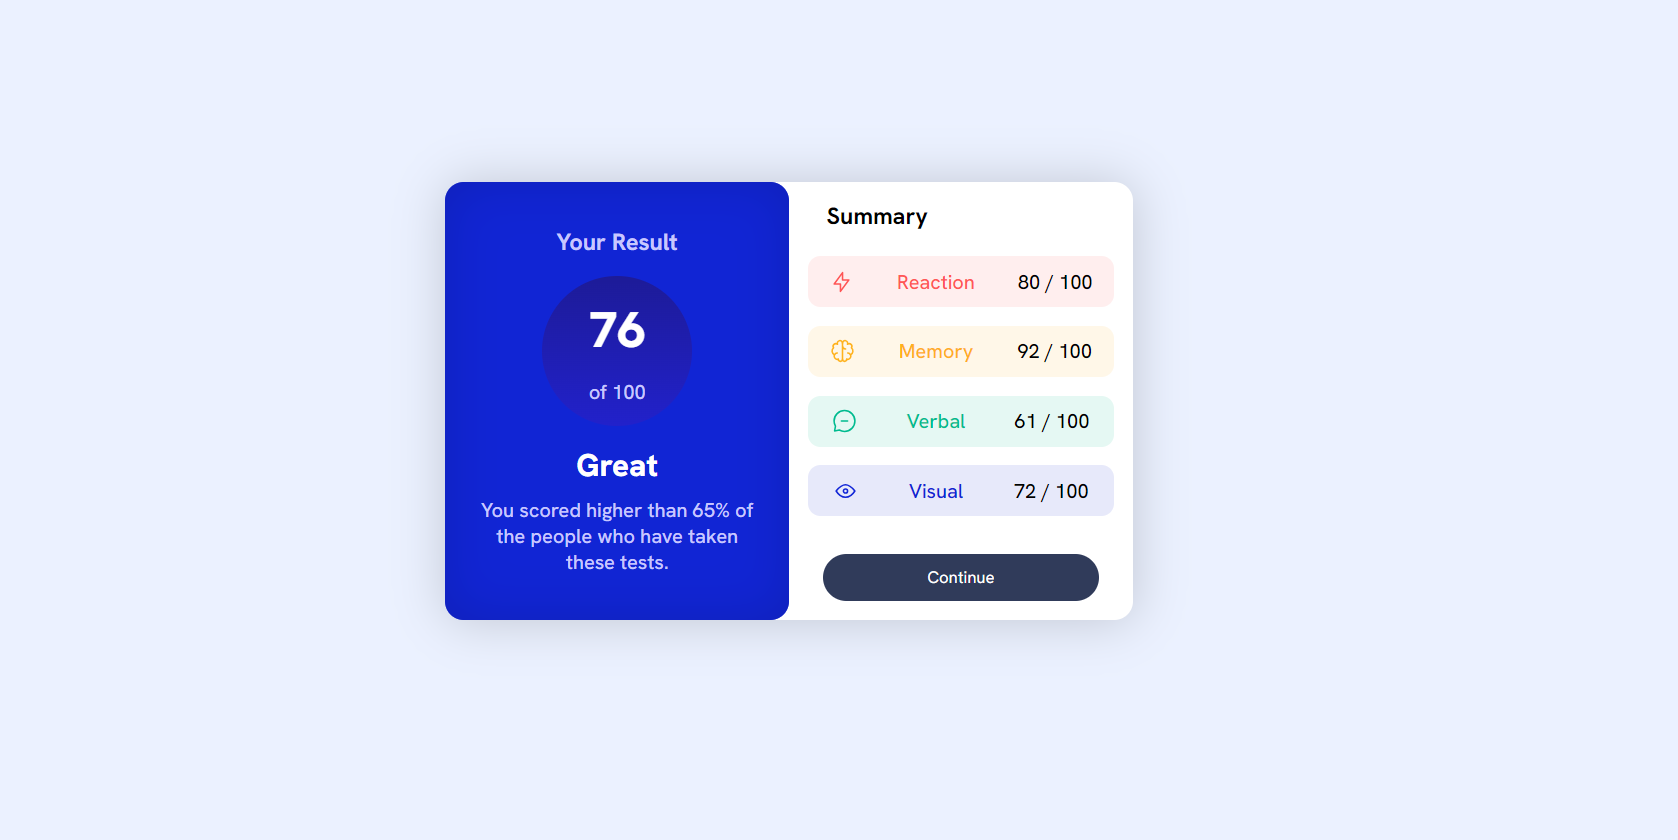 Your Result
76
of 100
Great
You scored higher than 65% of
the people who have taken
these tests.
Summary
Reaction 80 / 100
Memory 92 / 100
Verbal 61 / 100
Visual 72 / 100
Continue